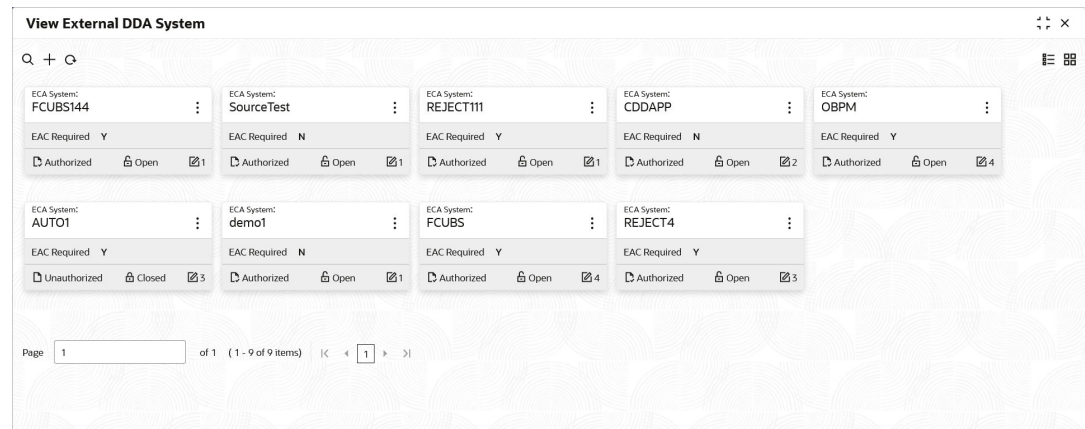 View External DDA System
ECA System: ECA System: ECA System: ECA System: ECA System:
FCUBS144 SourceTest REJECT111 CDDAPP OBPM
EAC Required Y EAC Required N EAC Required Y EAC Required N EAC Required Y
Authorized Open 1 Authorized Open 1 Authorized Open 1 Authorized Open 2 Authorized Open 4
ECA System: ECA System: ECA System: ECA System:
AUTO1 demo1 FCUBS REJECT4
EAC Required Y EAC Required N EAC Required Y EAC Required Y
Unauthorized Closed 3 Authorized Open 1 Authorized Open 4 Authorized Open 3
Page 1 of 1 (1 - 9 of 9 items) 1